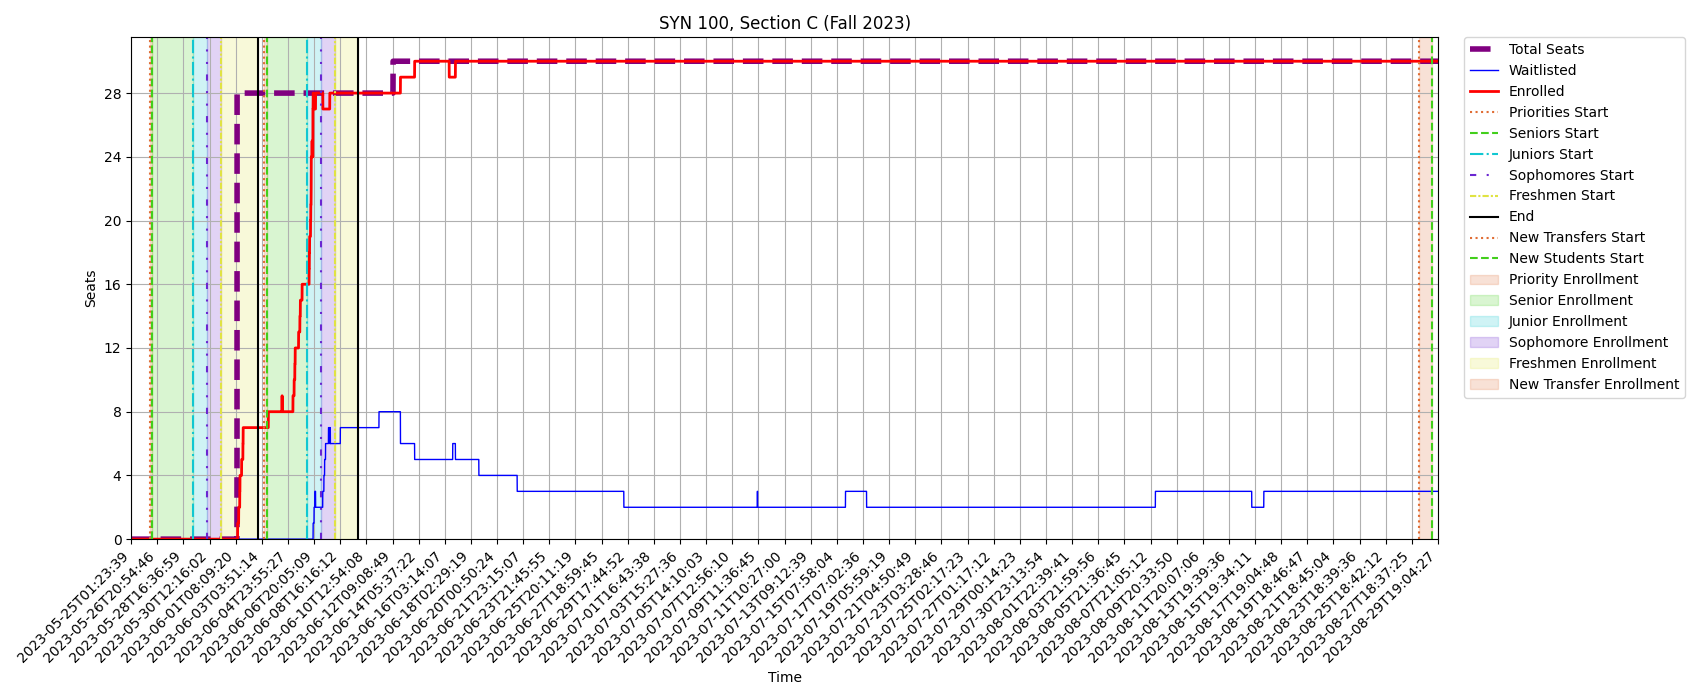 SYN 100, Section C (Fall 2023)
Total Seats
Waitlisted
Enrolled
Priorities Start
Seniors Start
Juniors Start
Sophomores Start
Freshmen Start
End
New Transfers Start
New Students Start
Priority Enrollment
Senior Enrollment
Junior Enrollment
Sophomore Enrollment
Freshmen Enrollment
New Transfer Enrollment
Seats
28
24
20
16
12
8
4
0
2023-05-25T01:23:39
2023-05-26T20:54:46
2023-05-28T16:36:59
2023-05-30T12:16:02
2023-06-01T08:09:20
2023-06-03T03:51:14
2023-06-04T23:55:27
2023-06-06T20:05:09
2023-06-08T16:16:12
2023-06-10T12:54:08
2023-06-12T09:08:49
2023-06-14T05:37:22
2023-06-16T03:14:07
2023-06-18T02:29:19
2023-06-20T00:50:24
2023-06-21T23:15:07
2023-06-23T21:45:55
2023-06-25T20:11:19
2023-06-27T18:59:45
2023-06-29T17:44:52
2023-07-01T16:43:38
2023-07-03T15:27:36
2023-07-05T14:10:03
2023-07-07T12:56:10
2023-07-09T11:36:45
2023-07-11T10:27:00
2023-07-13T09:12:39
2023-07-15T07:58:04
2023-07-17T07:02:36
2023-07-19T05:59:19
2023-07-21T04:50:49
2023-07-23T03:28:46
2023-07-25T02:17:23
2023-07-27T01:17:12
2023-07-29T00:14:23
2023-07-30T23:13:54
2023-08-01T22:39:41
2023-08-03T21:59:56
2023-08-05T21:36:45
2023-08-07T21:05:12
2023-08-09T20:33:50
2023-08-11T20:07:06
2023-08-13T19:39:36
2023-08-15T19:34:11
2023-08-17T19:04:48
2023-08-19T18:46:47
2023-08-21T18:45:04
2023-08-23T18:39:36
2023-08-25T18:42:12
2023-08-27T18:37:25
2023-08-29T19:04:27
Time